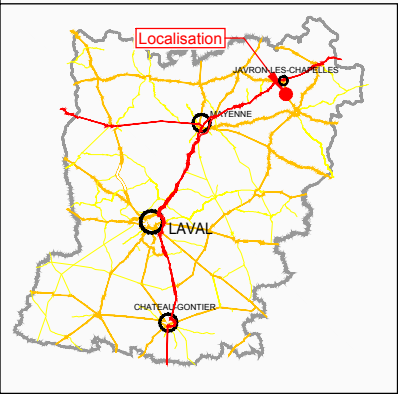 Localisation
JAVRON-LES-CHAPELLES
MAYENNE
LAVAL
CHATEAU-GONTIER